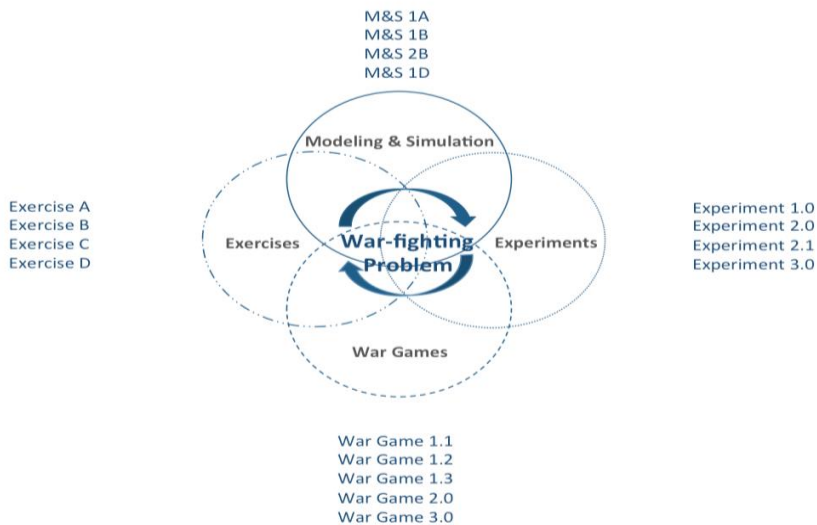 M&S 1A
M&S 1B
M&S 2B
M&S 1D
Modeling & Simulation
Exercise A
Exercise B
Exercise C
Exercise D
Exercises
War-fighting
Problem
Experiments
Experiment 1.0
Experiment 2.0
Experiment 2.1
Experiment 3.0
War Games
War Game 1.1
War Game 1.2
War Game 1.3
War Game 2.0
War Game 3.0